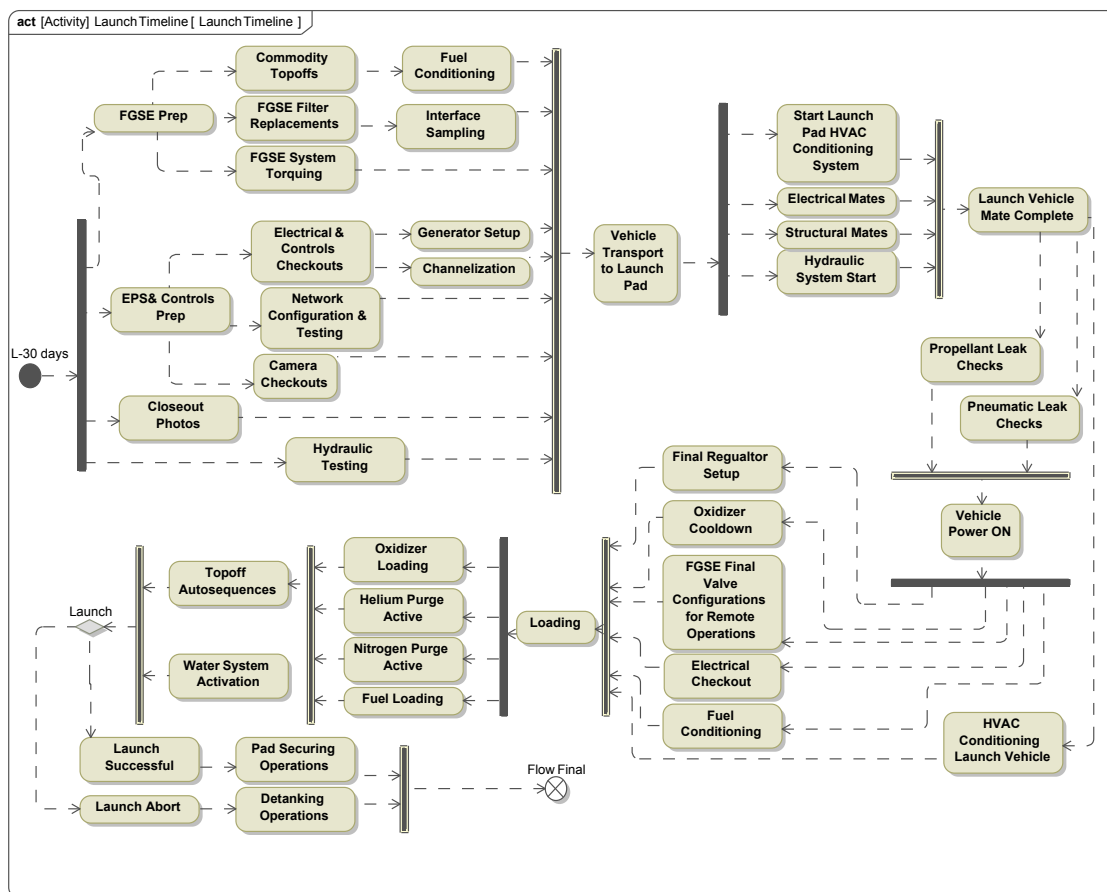 act [Activity] Launch Timeline [ Launch Timeline ]
Commodity
Topoffs
Fuel
Conditioning
FGSE Prep
FGSE Filter
Replacements
Interface
Sampling
FGSE System
Torquing
Start Launch
Pad HVAC
Conditioning
System
Electrical Mates
Structural Mates
Hydraulic
System Start
Launch Vehicle
Mate Complete
Electrical &
Controls
Checkouts
Generator Setup
Channelization
Vehicle
Transport
to Launch
Pad
EPS& Controls
Prep
Network
Configuration &
Testing
L-30 days
Camera
Checkouts
Closeout
Photos
Hydraulic
Testing
Propellant Leak
Checks
Pneumatic Leak
Checks
Final Regualtor
Setup
Vehicle
Power ON
Oxidizer
Cooldown
FGSE Final
Valve
Configurations
for Remote
Operations
Electrical
Checkout
Fuel
Conditioning
HVAC
Conditioning
Launch Vehicle
Loading
Oxidizer
Loading
Helium Purge
Active
Nitrogen Purge
Active
Fuel Loading
Topoff
Autosequences
Water System
Activation
Launch
Launch
Successful
Pad Securing
Operations
Launch Abort
Detanking
Operations
Flow Final